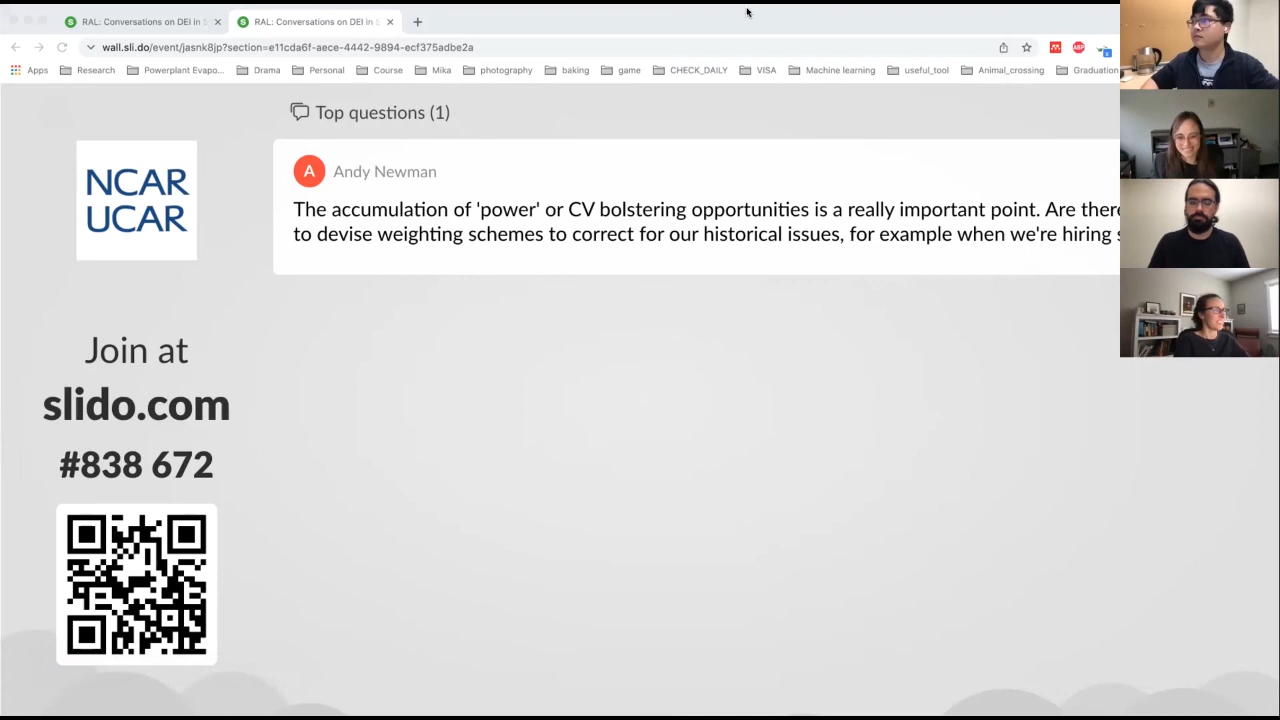 RAL: Conversations on DEI in S
RAL: Conversations on DEI in S
wall.sli.do/event/jasnk8jp?section=e11cda6f-aece-4442-9894-ecf375adbe2a
ABP
Apps Research Powerplant Evapo... Drama Personal Course Mika photography baking game CHECK_DAILY VISA Machine learning useful_tool Animal_crossing Graduation
Top questions (1)
NCAR
UCAR
A Andy Newman
The accumulation of 'power' or CV bolstering opportunities is a really important point. Are there
to devise weighting schemes to correct for our historical issues, for example when we're hiring
Join at
slido.com
#838 672